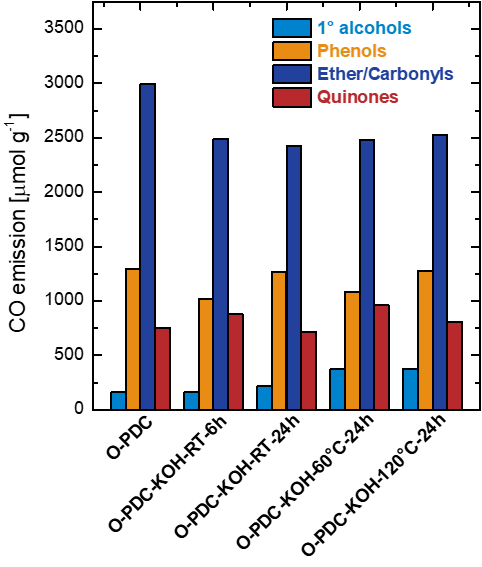 3500
3000
2500
2000
1500
1000
500
0
CO emission [μmol g⁻¹]
1° alcohols
Phenols
Ether/Carbonyls
Quinones
O-PDC
O-PDC-KOH-RT-6h
O-PDC-KOH-RT-24h
O-PDC-KOH-60°C-24h
O-PDC-KOH-120°C-24h